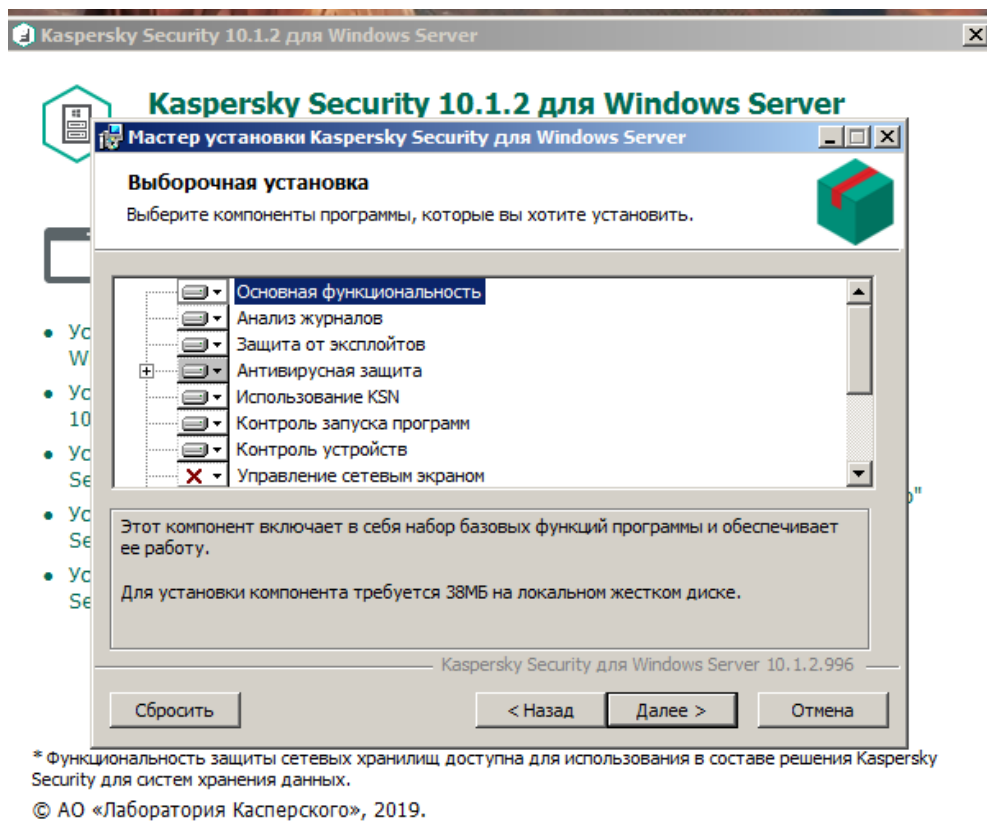 Kaspersky Security 10.1.2 для Windows Server
Kaspersky Security 10.1.2 для Windows Server
Мастер установки Kaspersky Security для Windows Server
Выборочная установка
Выберите компоненты программы, которые вы хотите установить.
Основная функциональность
Анализ журналов
Защита от эксплойтов
Антивирусная защита
Использование KSN
Контроль запуска программ
Контроль устройств
Управление сетевым экраном
Этот компонент включает в себя набор базовых функций программы и обеспечивает
ее работу.
Для установки компонента требуется 38МБ на локальном жестком диске.
Kaspersky Security для Windows Server 10.1.2.996
Сбросить
< Назад
Далее >
Отмена
* Функциональность защиты сетевых хранилищ доступна для использования в составе решения Kaspersky
Security для систем хранения данных.
© АО «Лаборатория Касперского», 2019.